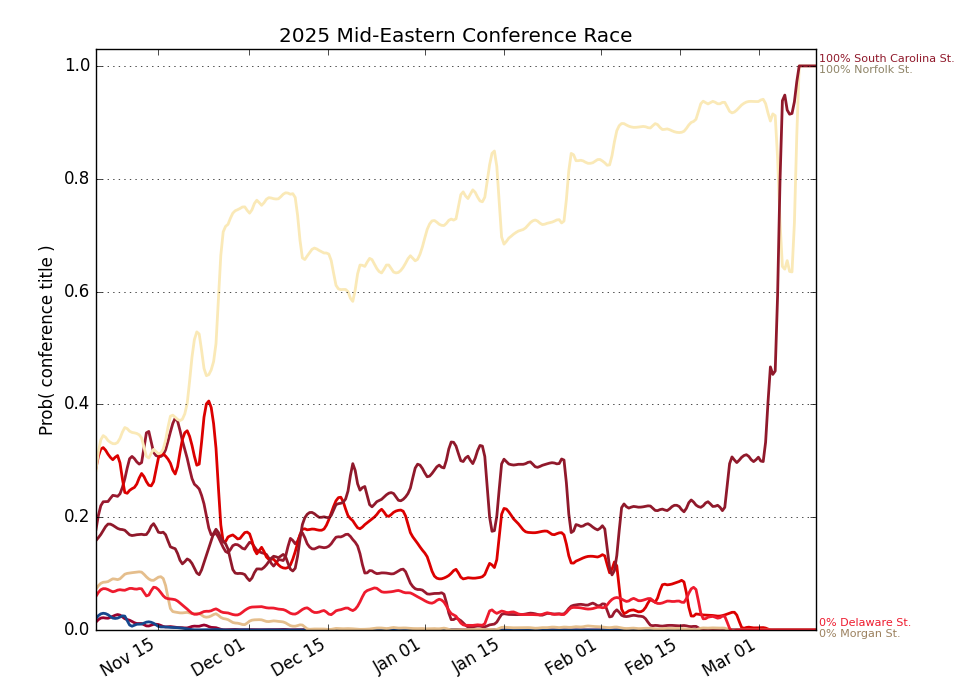 2025 Mid-Eastern Conference Race
Prob( conference title )
1.0
0.8
0.6
0.4
0.2
0.0
Nov 15
Dec 01
Dec 15
Jan 01
Jan 15
Feb 01
Feb 15
Mar 01
100% South Carolina St.
100% Norfolk St.
0% Delaware St.
0% Morgan St.